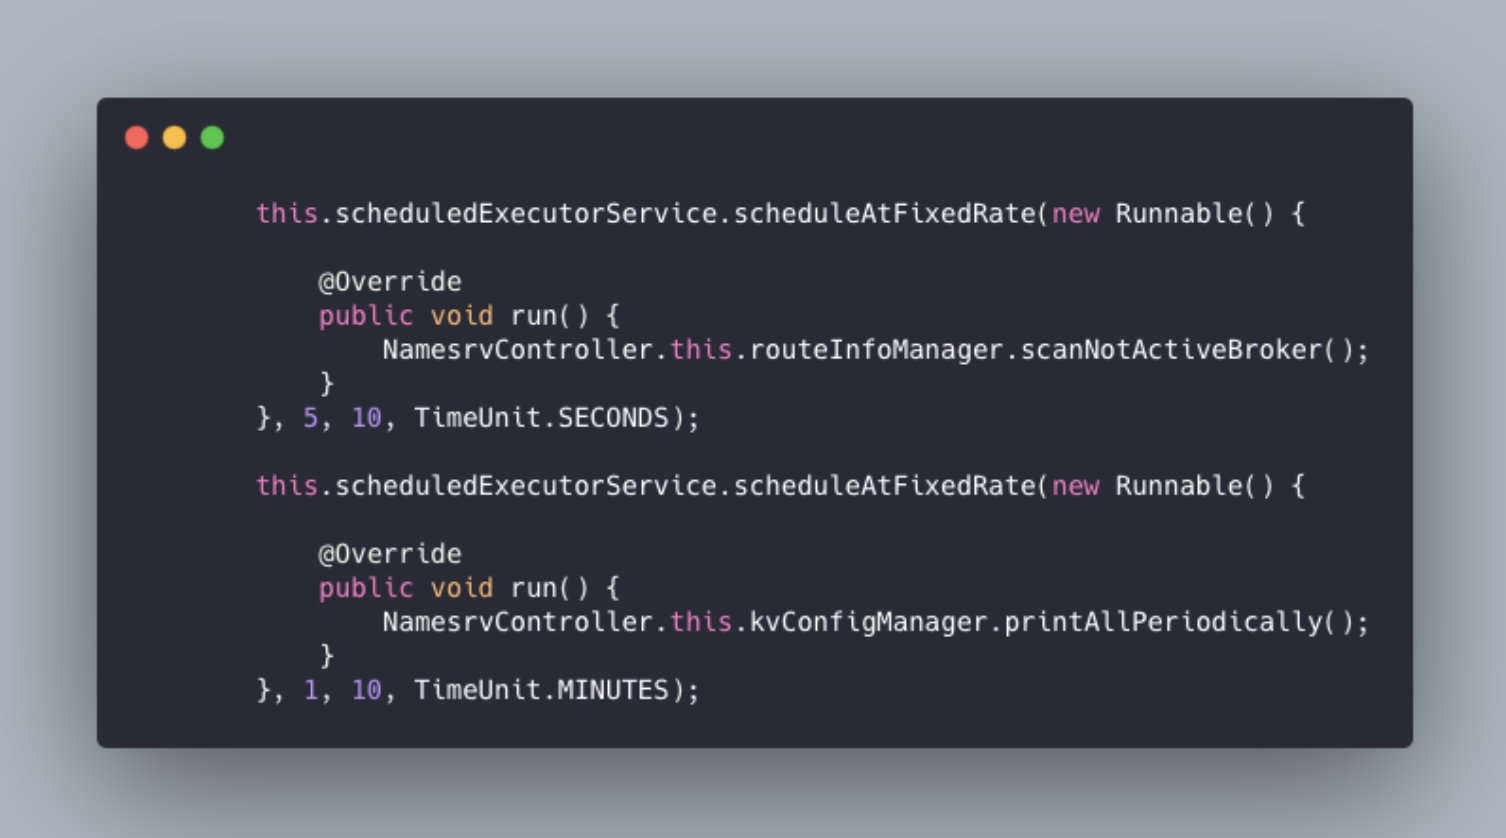 this.scheduledExecutorService.scheduleAtFixedRate(new Runnable() {
@Override
public void run() {
NamesrvController.this.routeInfoManager.scanNotActiveBroker();
}
}, 5, 10, TimeUnit.SECONDS);
this.scheduledExecutorService.scheduleAtFixedRate(new Runnable() {
@Override
public void run() {
NamesrvController.this.kvConfigManager.printAllPeriodically();
}
}, 1, 10, TimeUnit.MINUTES);